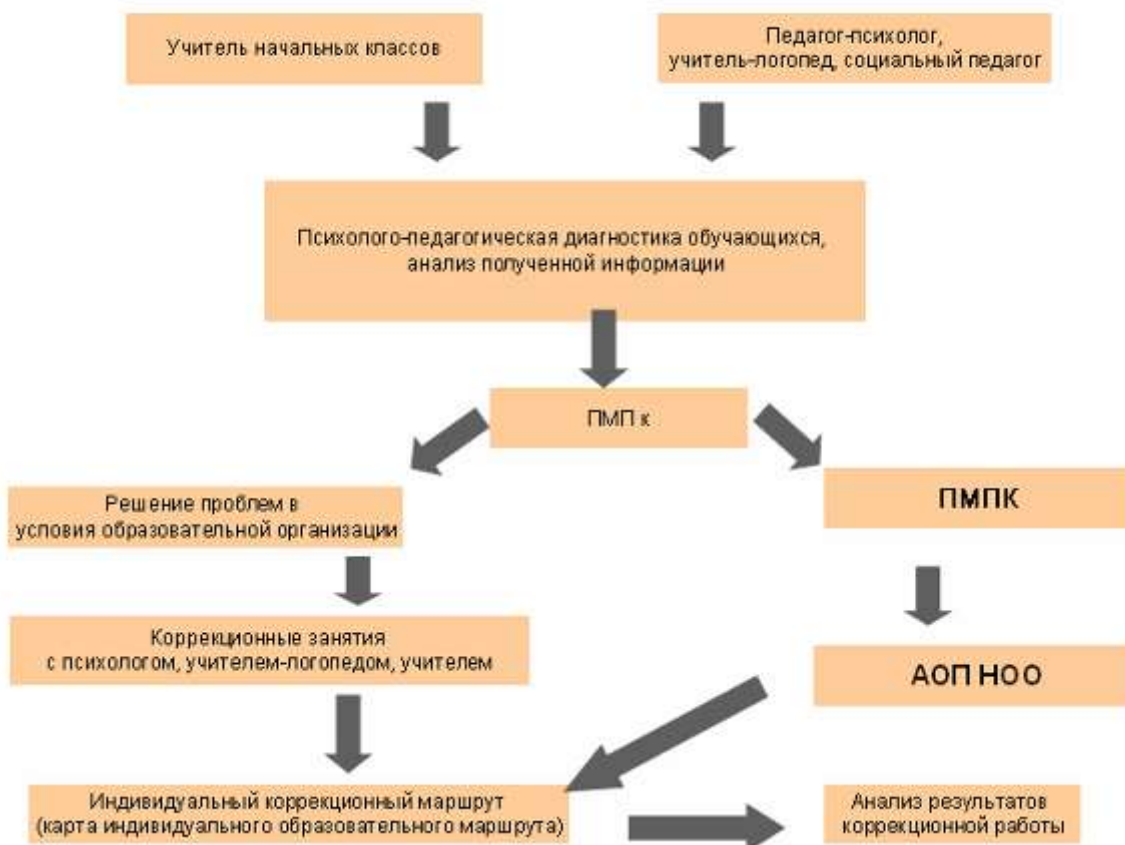 Учитель начальных классов
Педагог-психолог,
учитель-логопед, социальный педагог
Психолого-педагогическая диагностика обучающихся,
анализ полученной информации
ПМП к
Решение проблем в
условия образовательной организации
ПМПК
Коррекционные занятия
с психологом, учителем-логопедом, учителем
АОП НОО
Индивидуальный коррекционный маршрут
(карта индивидуального образовательного маршрута)
Анализ результатов
коррекционной работы